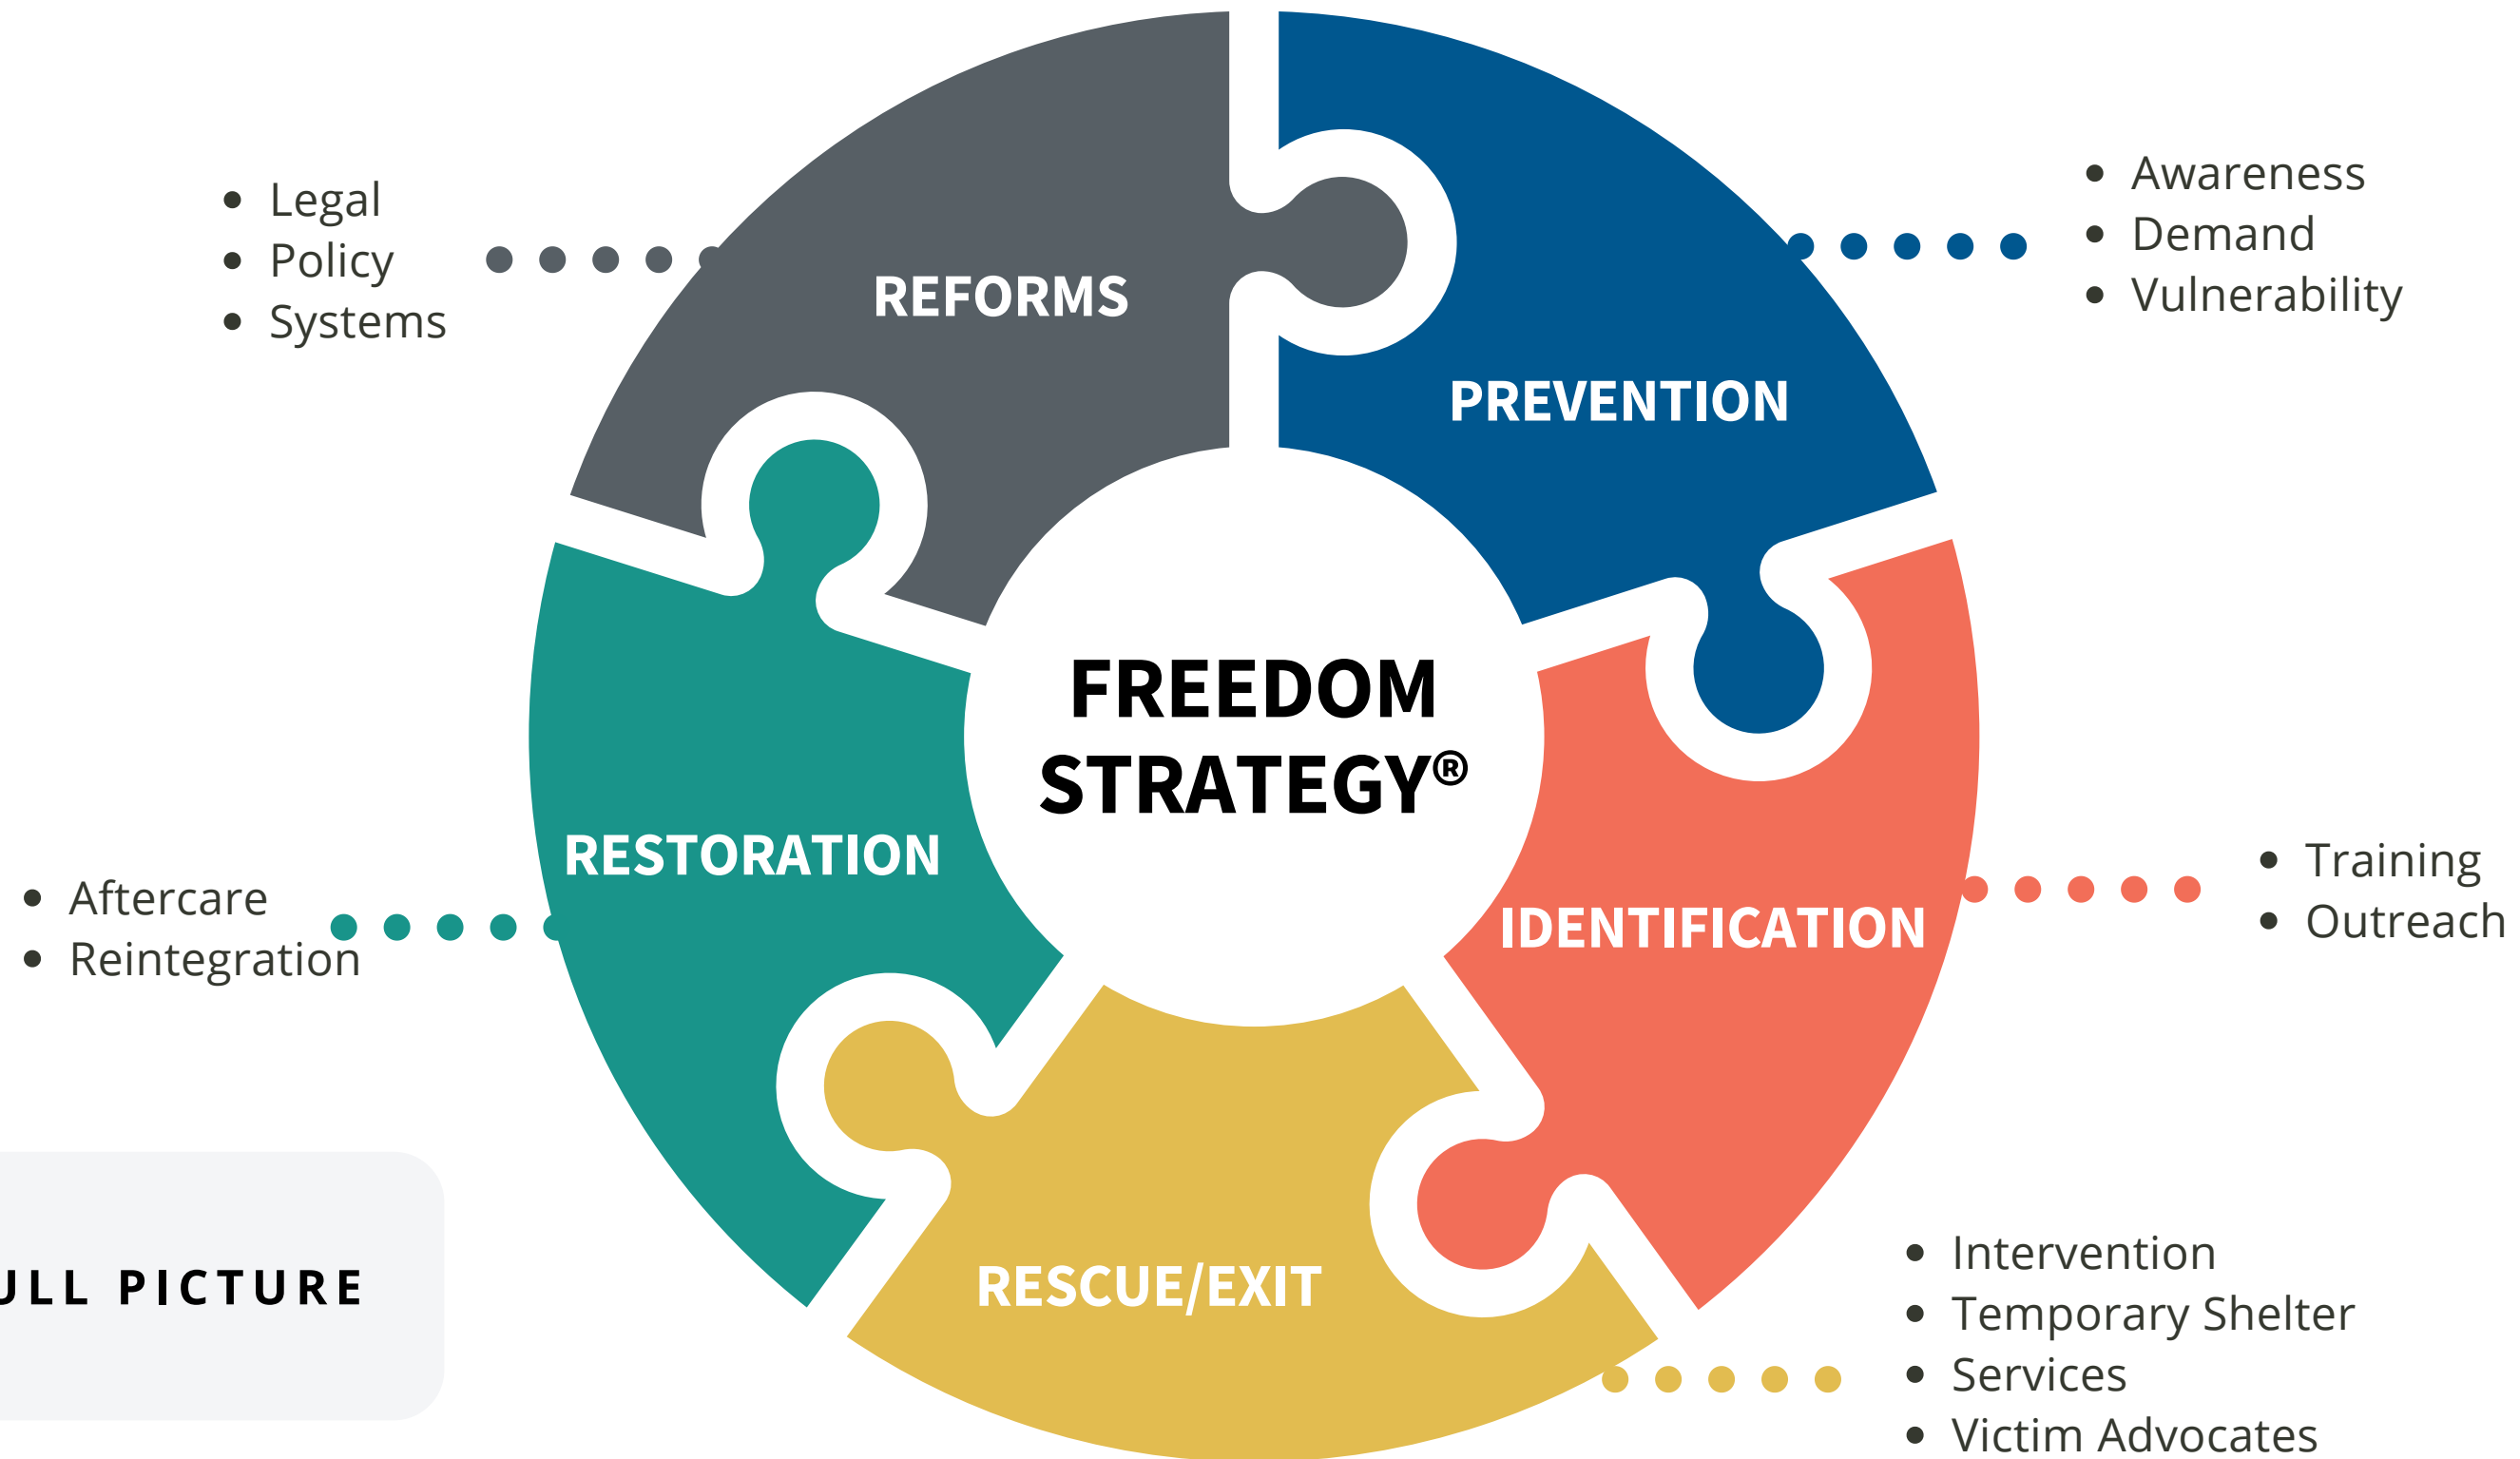 • Legal
• Policy
• Systems
REFORMS
• Awareness
• Demand
• Vulnerability
PREVENTION
FREEDOM
STRATEGY®
RESTORATION
• Aftercare
• Reintegration
IDENTIFICATION
• Training
• Outreach
ULL PICTURE
RESCUE/EXIT
• Intervention
• Temporary Shelter
• Services
• Victim Advocates